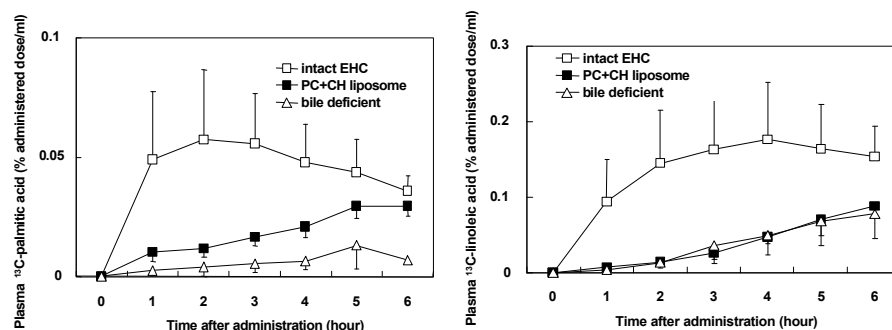 Plasma ¹³C-palmitic acid (% administered dose/ml)
0.1
0.05
0
intact EHC
PC+CH liposome
bile deficient
0 1 2 3 4 5 6
Time after administration (hour)
Plasma ¹³C-linoleic acid (% administered dose/ml)
0.3
0.2
0.1
0
intact EHC
PC+CH liposome
bile deficient
0 1 2 3 4 5 6
Time after administration (hour)